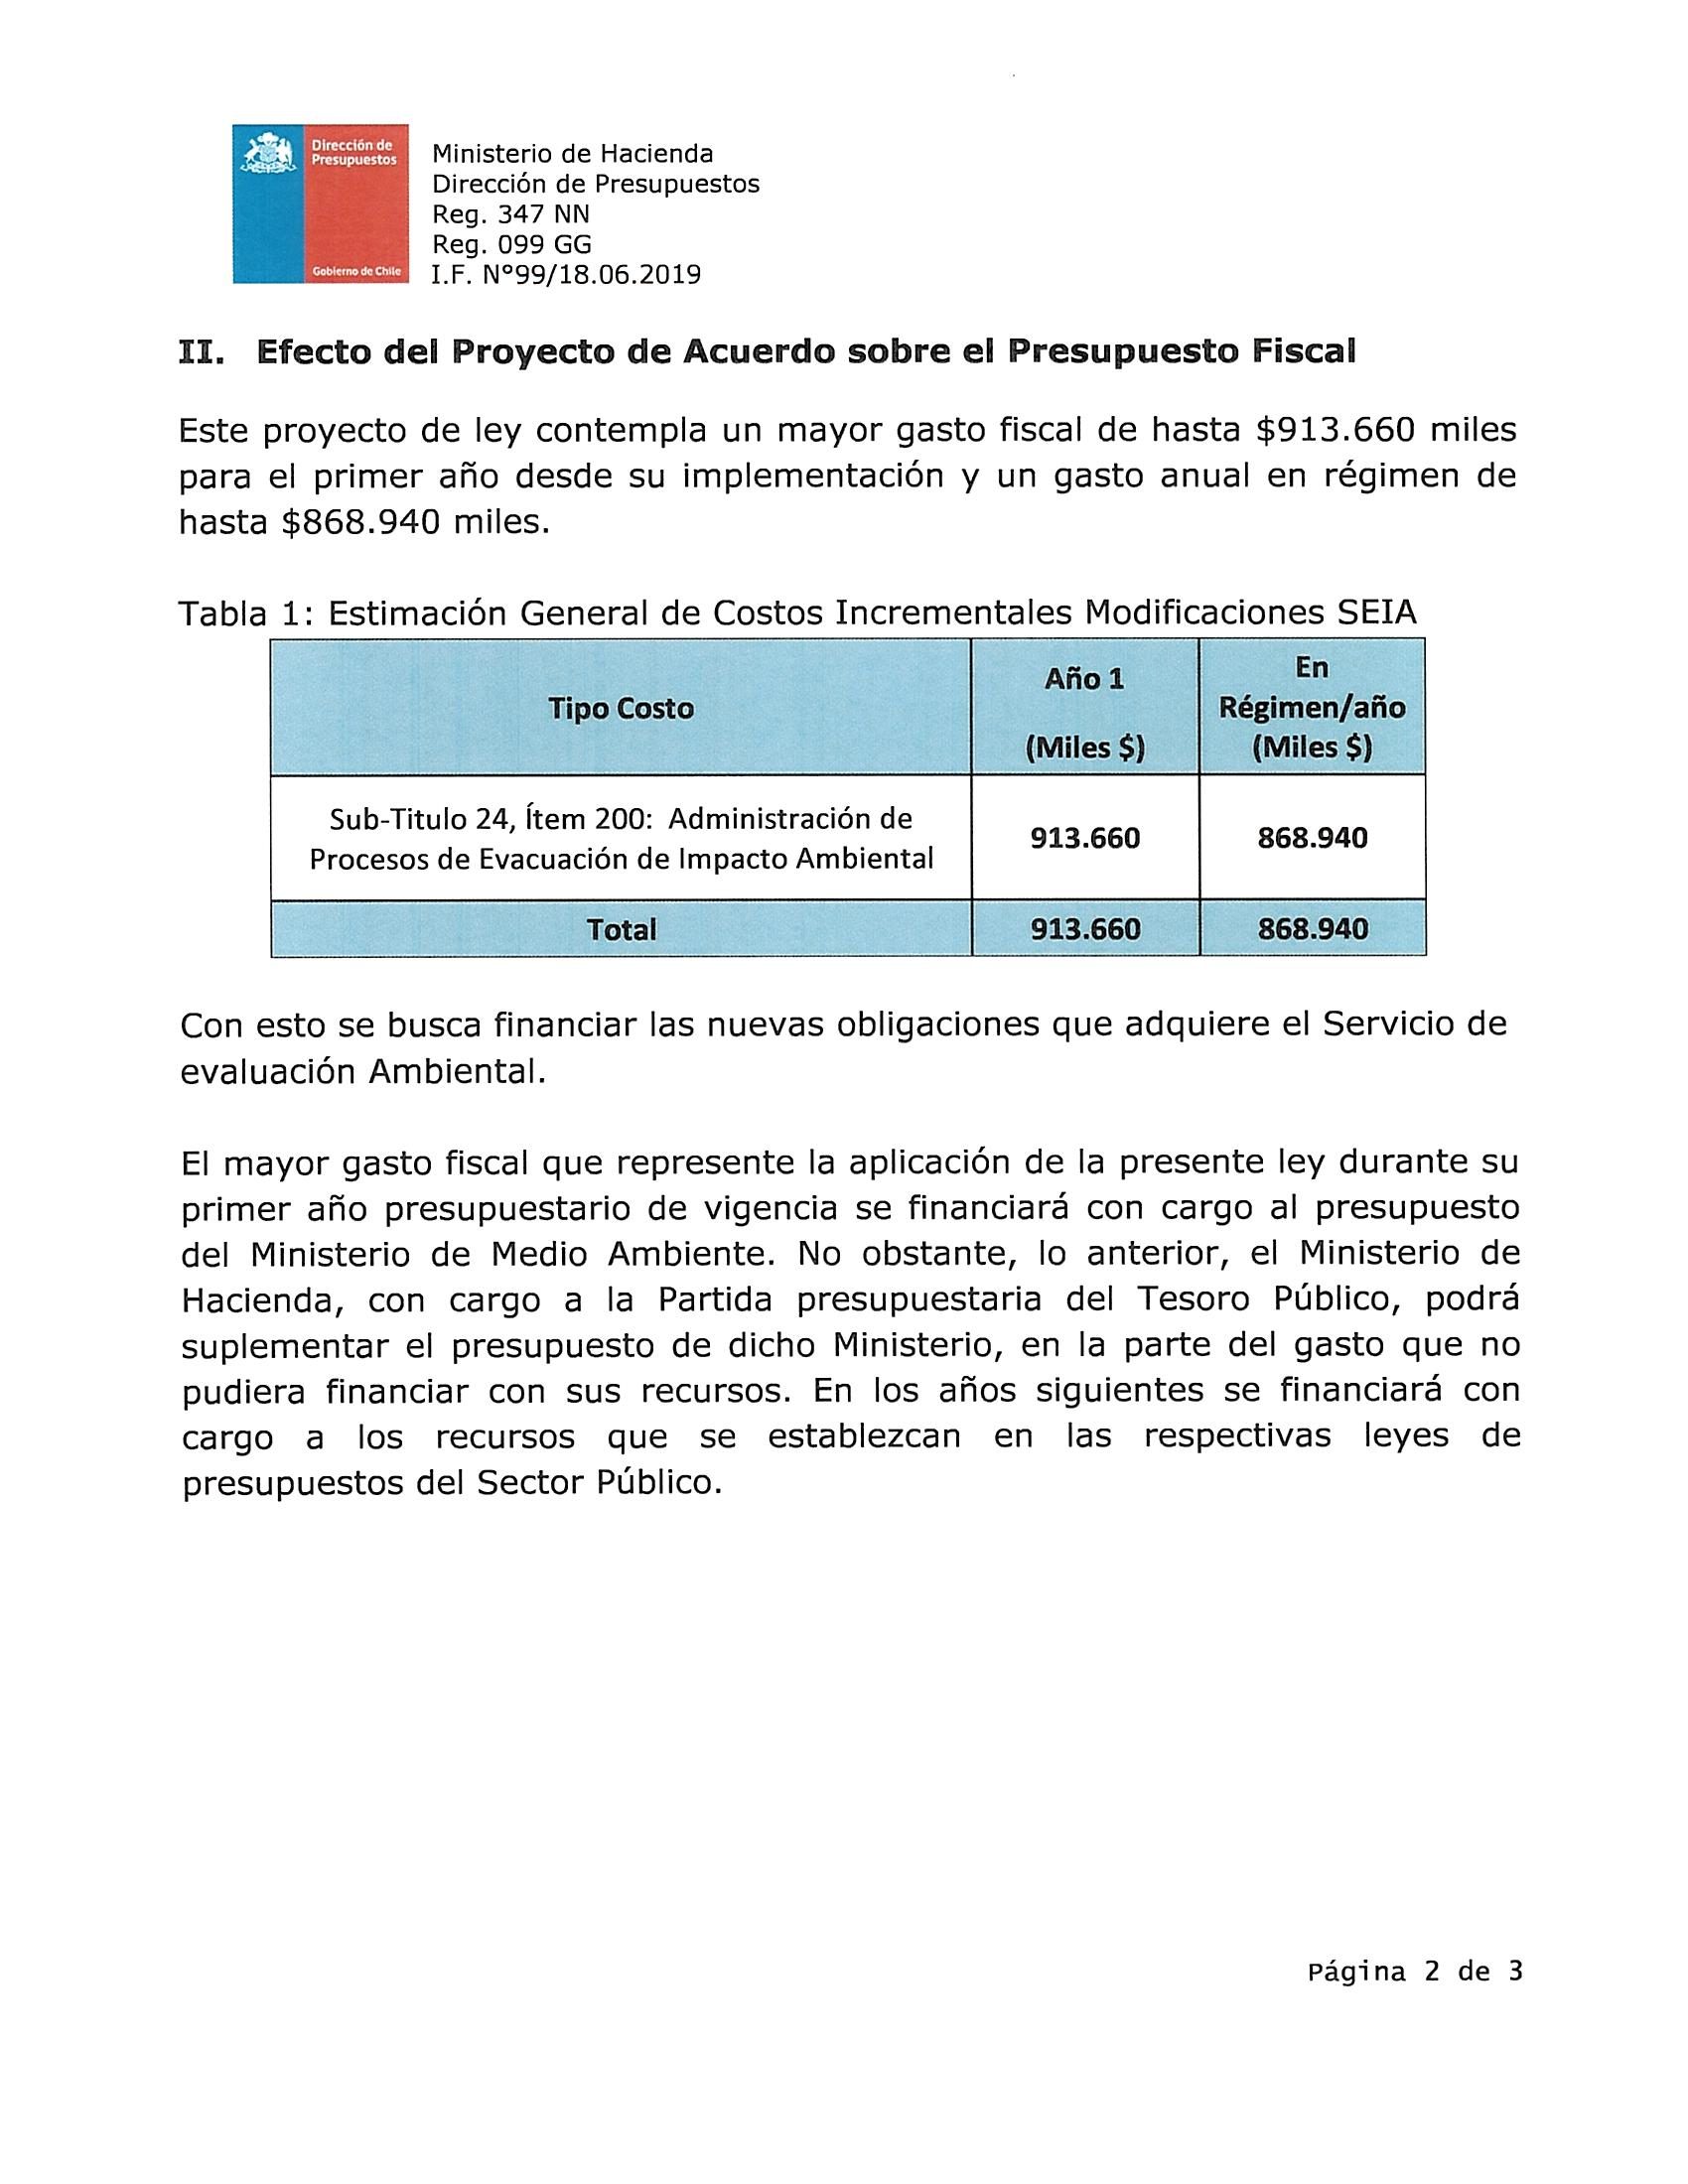 Dirección de
Presupuestos
Gobierno de Chile
Ministerio de Hacienda
Dirección de Presupuestos
Reg. 347 NN
Reg. 099 GG
I.F. N°99/18.06.2019
II. Efecto del Proyecto de Acuerdo sobre el Presupuesto Fiscal
Este proyecto de ley contempla un mayor gasto fiscal de hasta $913.660 miles
para el primer año desde su implementación y un gasto anual en régimen de
hasta $868.940 miles.
Tabla 1: Estimación General de Costos Incrementales Modificaciones SEIA
Tipo Costo
Año 1
(Miles $)
En
Régimen/año
(Miles $)
Sub-Titulo 24, Ítem 200: Administración de
Procesos de Evacuación de Impacto Ambiental
913.660
868.940
Total
913.660
868.940
Con esto se busca financiar las nuevas obligaciones que adquiere el Servicio de
evaluación Ambiental.
El mayor gasto fiscal que represente la aplicación de la presente ley durante su
primer año presupuestario de vigencia se financiará con cargo al presupuesto
del Ministerio de Medio Ambiente. No obstante, lo anterior, el Ministerio de
Hacienda, con cargo a la Partida presupuestaria del Tesoro Público, podrá
suplementar el presupuesto de dicho Ministerio, en la parte del gasto que no
pudiera financiar con sus recursos. En los años siguientes se financiará con
cargo a los recursos que se establezcan en las respectivas leyes de
presupuestos del Sector Público.
Página 2 de 3